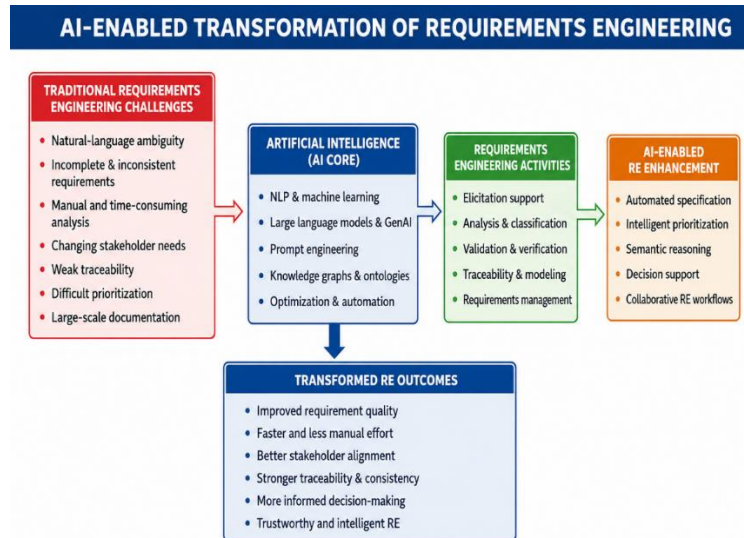 AI-ENABLED TRANSFORMATION OF REQUIREMENTS ENGINEERING
TRADITIONAL REQUIREMENTS
ENGINEERING CHALLENGES
• Natural-language ambiguity
• Incomplete & inconsistent
requirements
• Manual and time-consuming
analysis
• Changing stakeholder needs
• Weak traceability
• Difficult prioritization
• Large-scale documentation
ARTIFICIAL INTELLIGENCE
(AI CORE)
• NLP & machine learning
• Large language models & GenAI
• Prompt engineering
• Knowledge graphs & ontologies
• Optimization & automation
REQUIREMENTS
ENGINEERING ACTIVITIES
• Elicitation support
• Analysis & classification
• Validation & verification
• Traceability & modeling
• Requirements management
AI-ENABLED
RE ENHANCEMENT
• Automated specification
• Intelligent prioritization
• Semantic reasoning
• Decision support
• Collaborative RE workflows
TRANSFORMED RE OUTCOMES
• Improved requirement quality
• Faster and less manual effort
• Better stakeholder alignment
• Stronger traceability & consistency
• More informed decision-making
• Trustworthy and intelligent RE